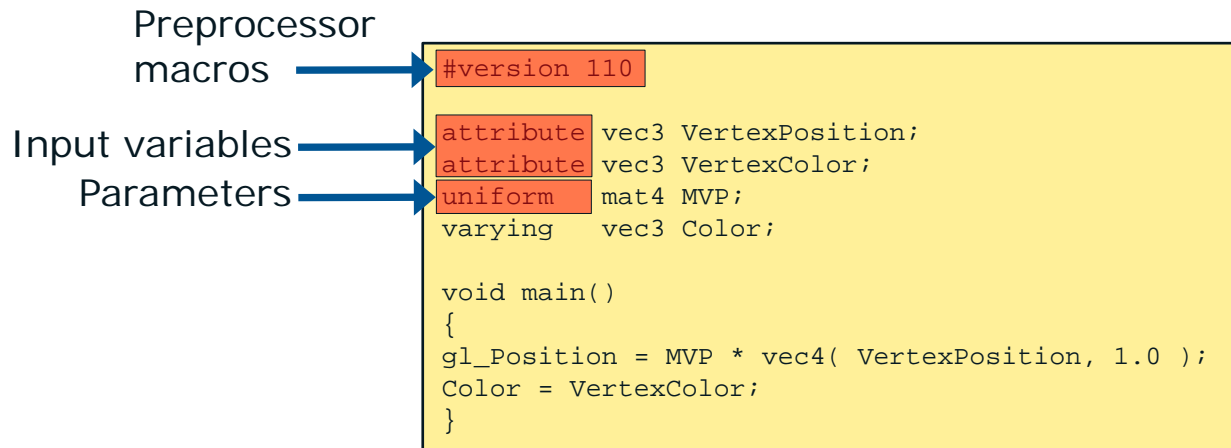 Preprocessor
macros
#version 110
Input variables
attribute vec3 VertexPosition;
attribute vec3 VertexColor;
Parameters
uniform mat4 MVP;
varying vec3 Color;
void main()
{
gl_Position = MVP * vec4( VertexPosition, 1.0 );
Color = VertexColor;
}